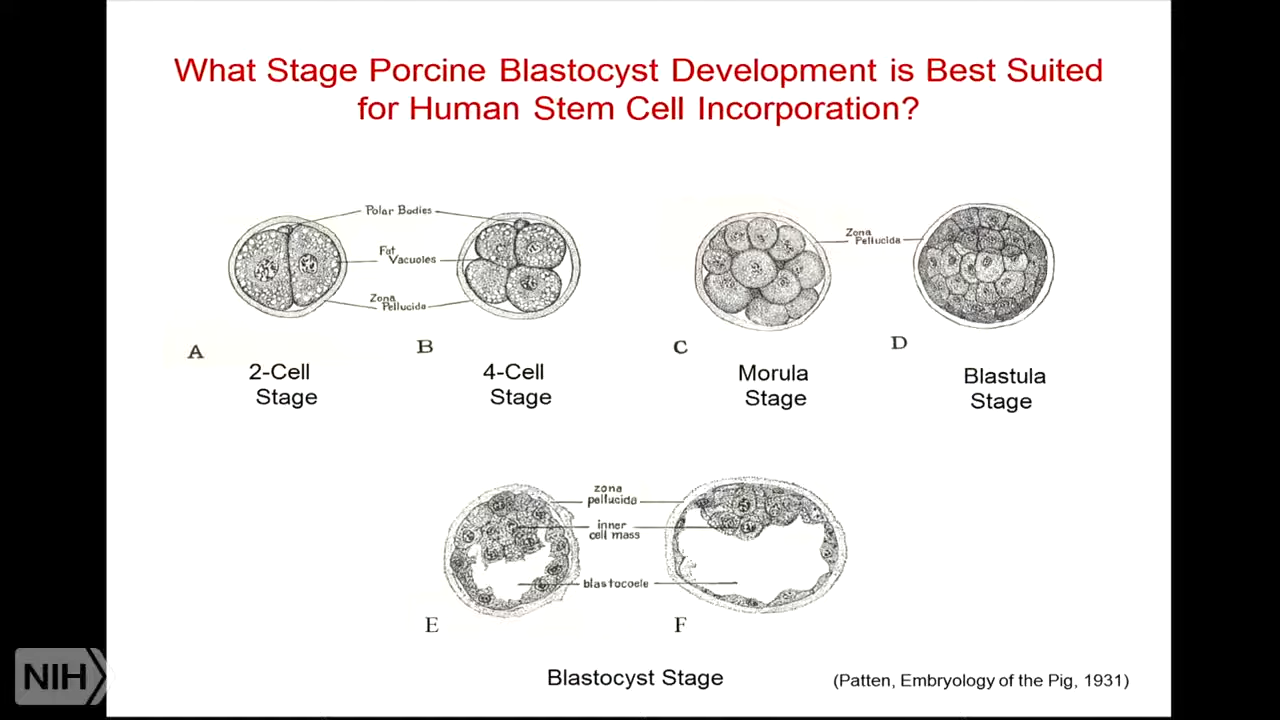 What Stage Porcine Blastocyst Development is Best Suited
for Human Stem Cell Incorporation?
Polar Bodies
Fat
Vacuoles
Zona
Pellucida
Zona
Pellucida
A
B
C
D
2-Cell
Stage
4-Cell
Stage
Morula
Stage
Blastula
Stage
zona
pellucida
inner
cell mass
blastocoele
E
F
Blastocyst Stage
(Patten, Embryology of the Pig, 1931)
NIH